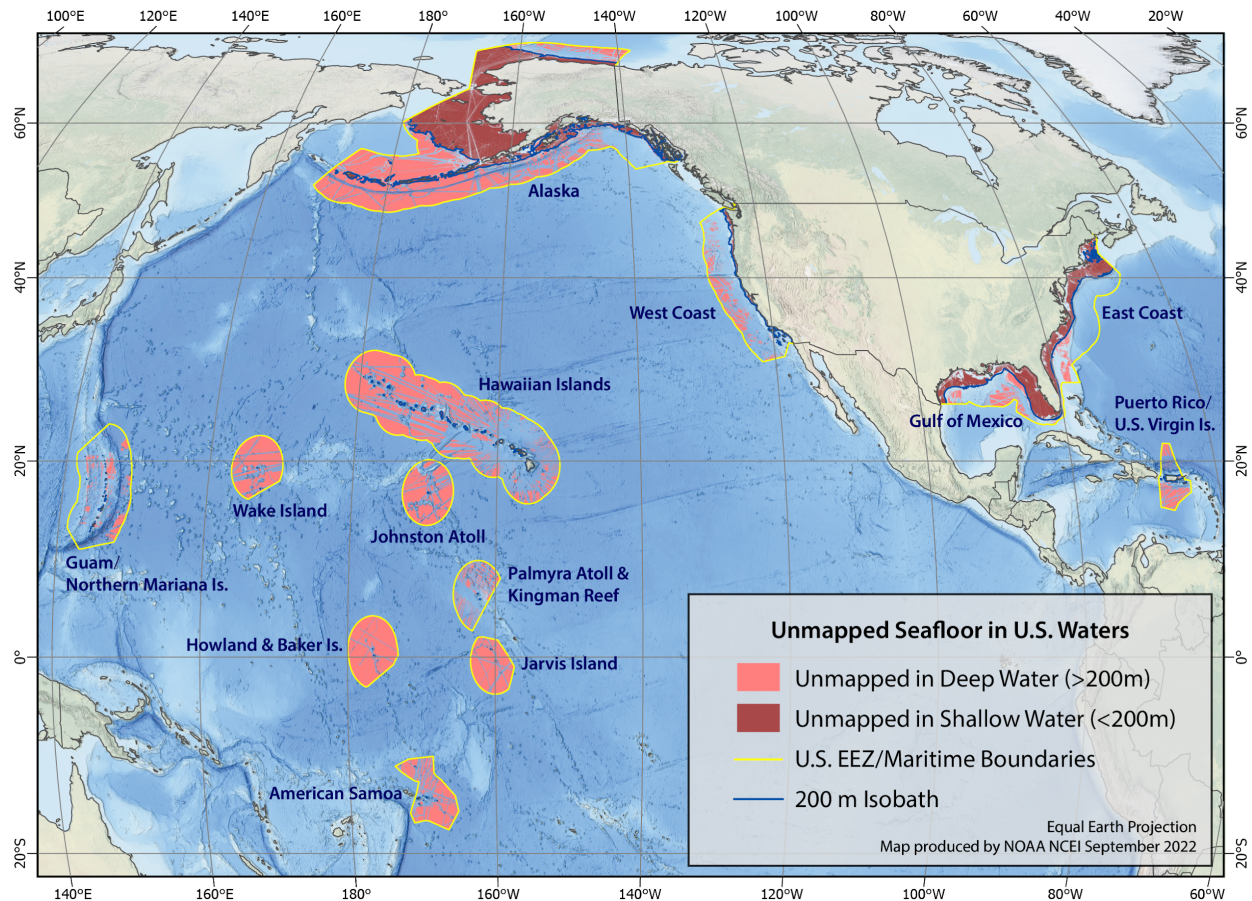 100°E 120°E 140°E 160°E 180° 160°W 140°W 120°W 100°W 80°W 60°W 40°W 20°W
60°N 60°N
Alaska
40°N 40°N
West Coast
East Coast
Hawaiian Islands
Puerto Rico/
U.S. Virgin Is.
Gulf of Mexico
20°N 20°N
Wake Island
Johnston Atoll
Guam/
Northern Mariana Is.
Palmyra Atoll &
Kingman Reef
Howland & Baker Is.
Jarvis Island
0° 0°
American Samoa
20°S 20°S
Unmapped Seafloor in U.S. Waters
Unmapped in Deep Water (>200m)
Unmapped in Shallow Water (<200m)
U.S. EEZ/Maritime Boundaries
200 m Isobath
Equal Earth Projection
Map produced by NOAA NCEI September 2022
140°E 160°E 180° 160°W 140°W 120°W 100°W 80°W 60°W